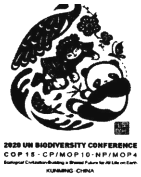 2020 UN BIODIVERSITY CONFERENCE
COP15-CP/MOP10-NP/MOP4
Ecological Civilization-Building a Shared Future for All Life on Earth
KUNMING CHINA